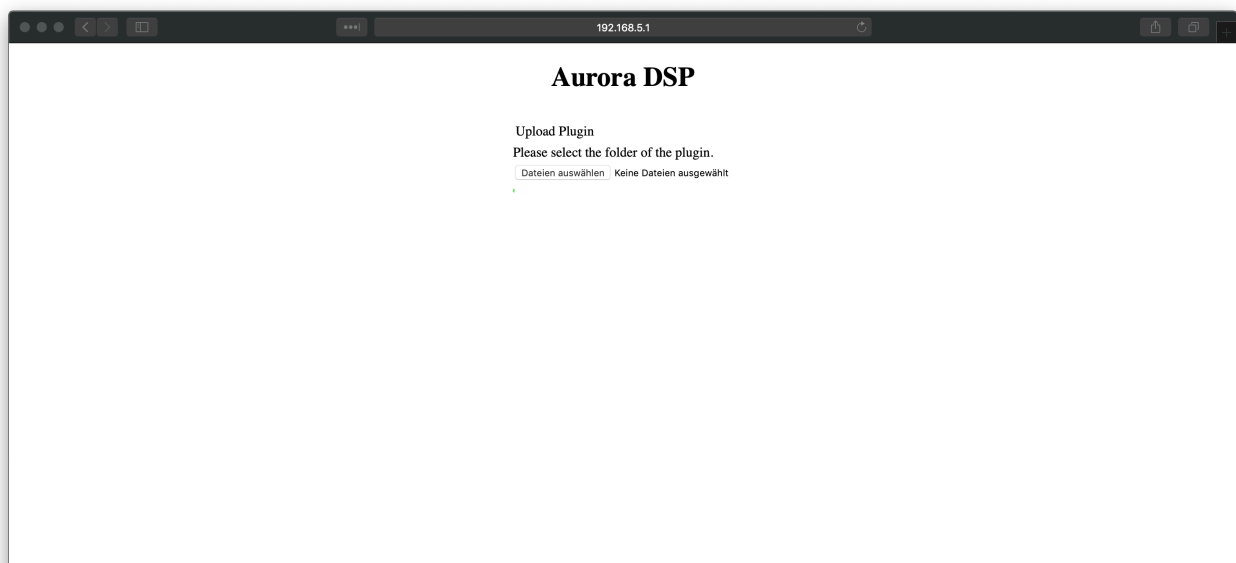 192.168.5.1
Aurora DSP
Upload Plugin
Please select the folder of the plugin.
Dateien auswählen Keine Dateien ausgewählt